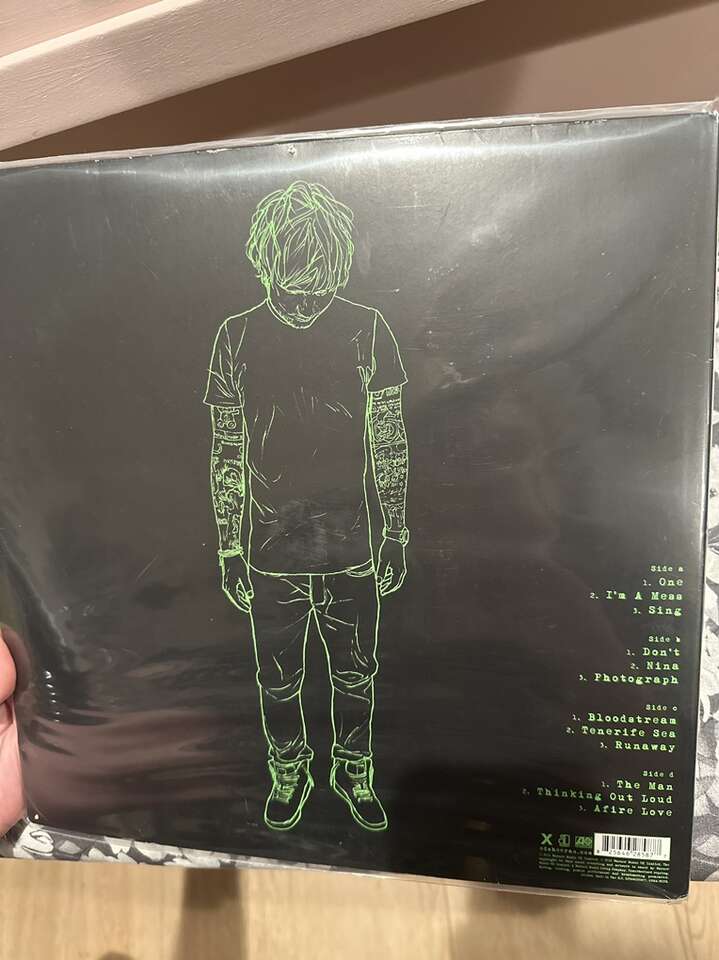 Side a
1. One
2. I'm A Mess
3. Sing
Side b
1. Don't
2. Nina
3. Photograph
Side c
1. Bloodstream
2. Tenerife Sea
3. Runaway
Side d
1. The Man
2. Thinking Out Loud
3. Afire Love
X